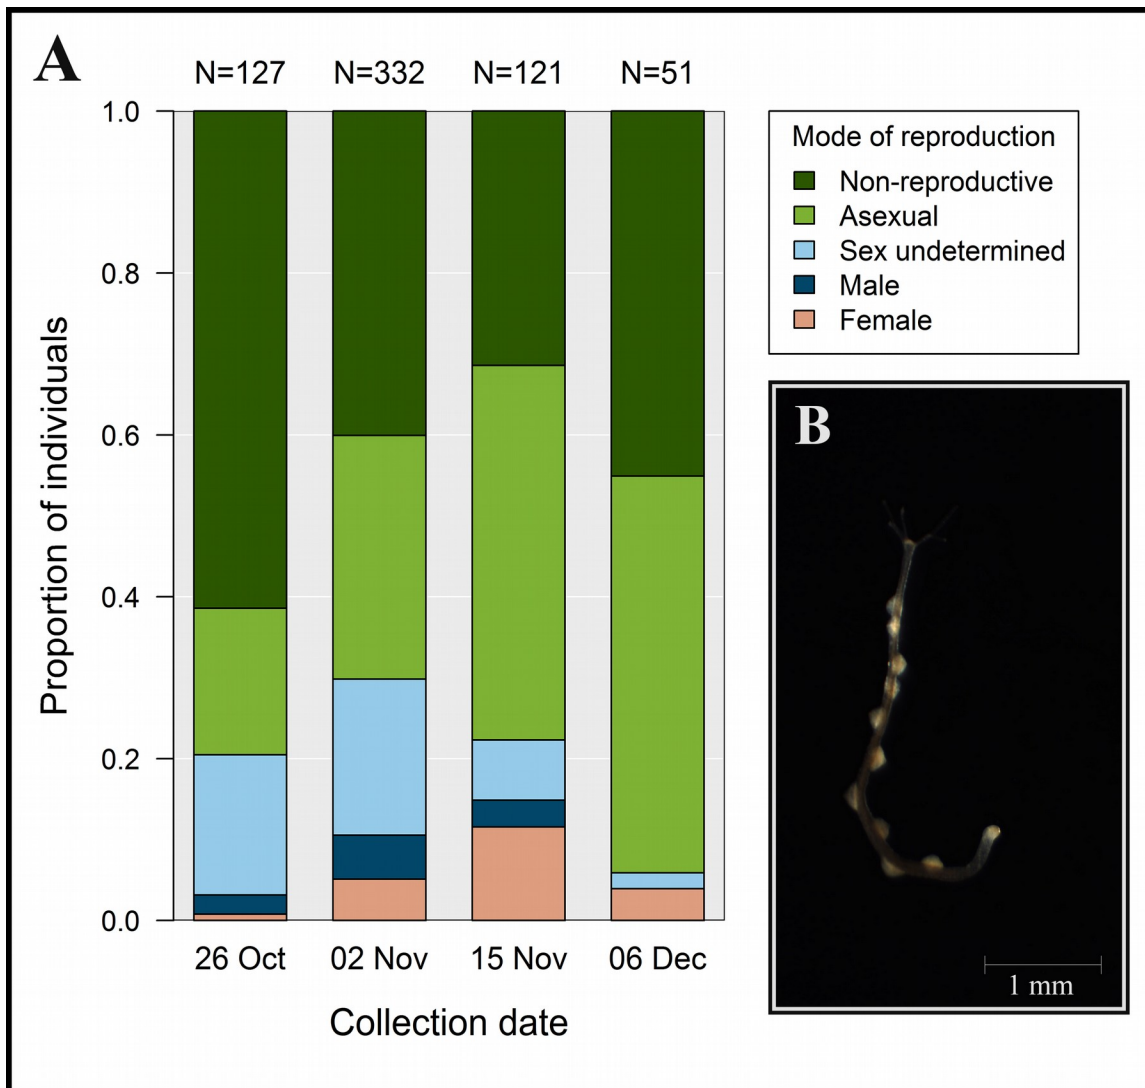 A
N=127 N=332 N=121 N=51
1.0
0.8
0.6
0.4
0.2
0.0
Proportion of individuals
26 Oct 02 Nov 15 Nov 06 Dec
Collection date
Mode of reproduction
Non-reproductive
Asexual
Sex undetermined
Male
Female
B
1 mm